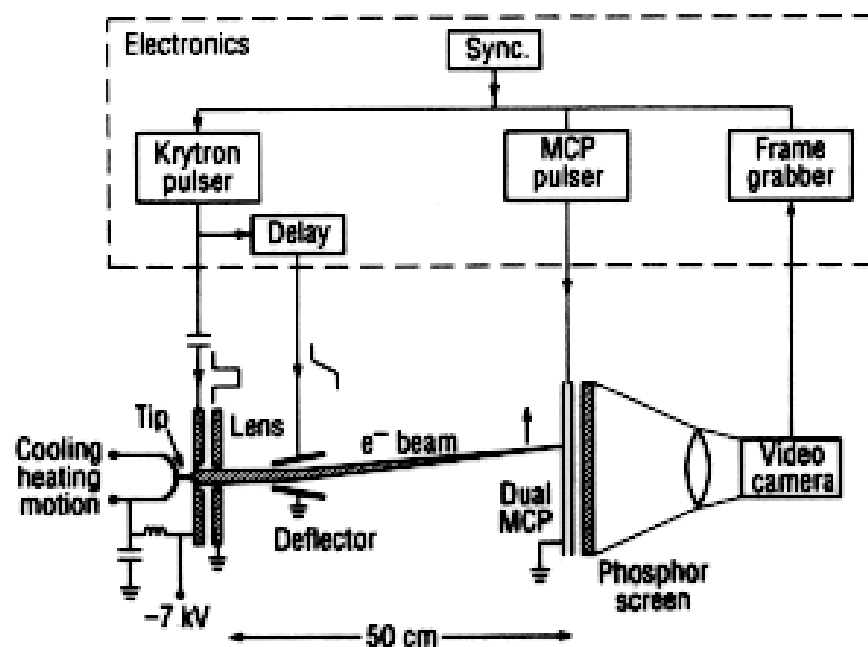 Electronics
Sync.
Krytron
pulser
MCP
pulser
Frame
grabber
Delay
Tip
Lens
e⁻ beam
Cooling
heating
motion
Deflector
Dual
MCP
Video
camera
Phosphor
screen
–7 kV
50 cm